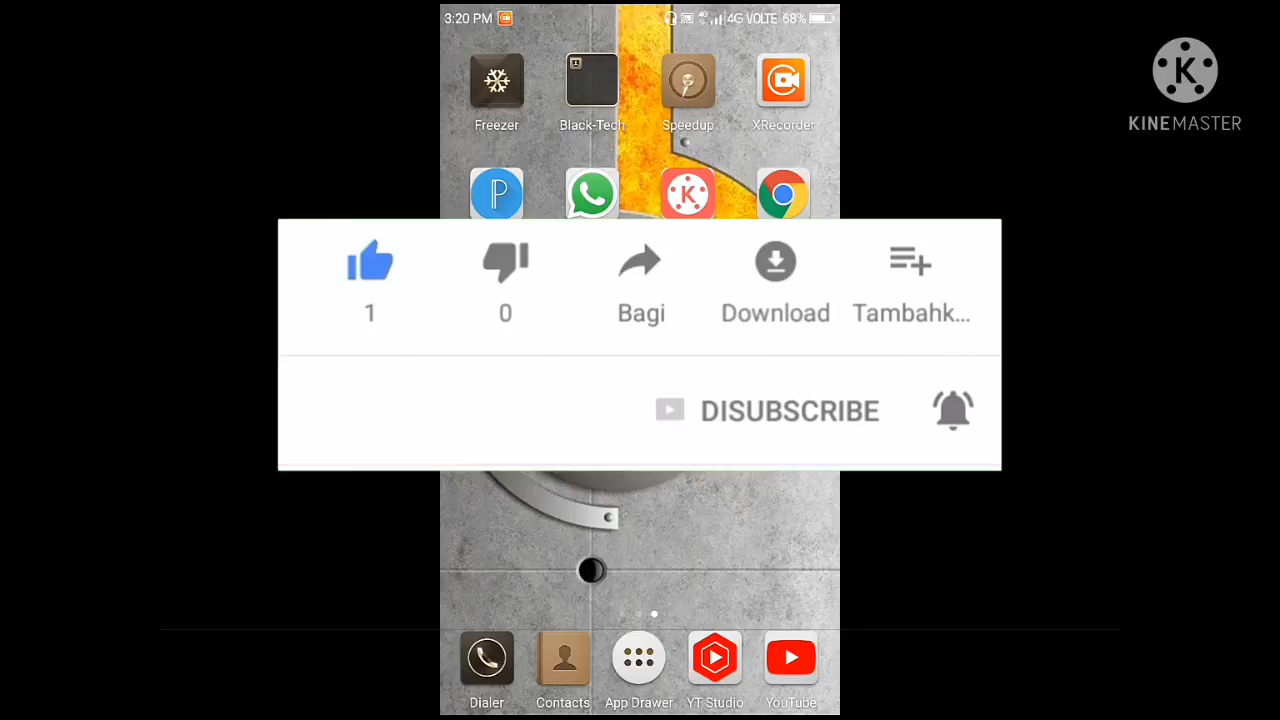 3:20 PM
4G
4G VOLTE 68%
KINEMASTER
Freezer
Black-Tech
Speedup
XRecorder
1
0
Bagi
Download
Tambahk...
DISUBSCRIBE
Dialer
Contacts
App Drawer
YT Studio
YouTube